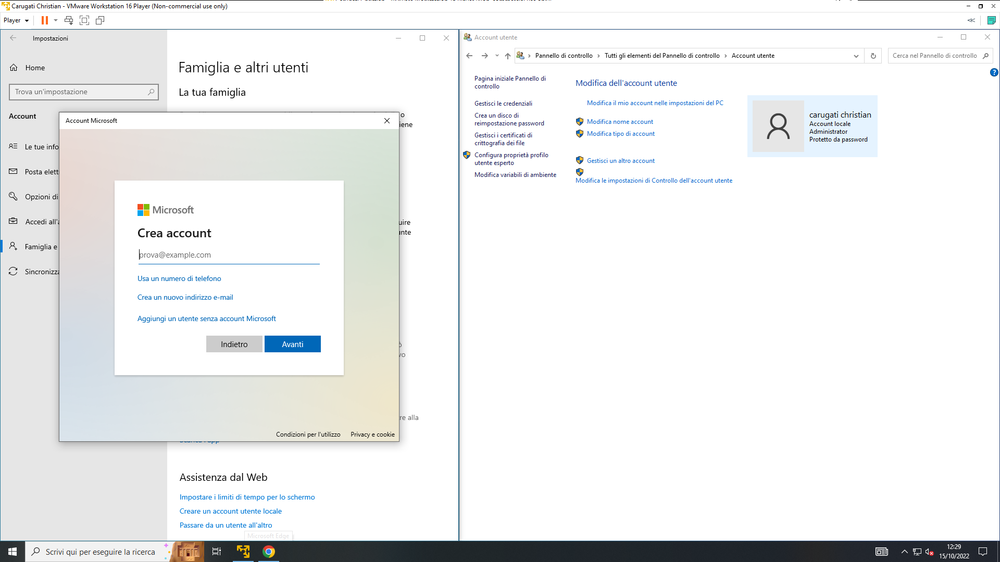 Carugati Christian - VMware Workstation 16 Player (Non-commercial use only)
Player
Impostazioni
Home
Trova un'impostazione
Account
Le tue info
Posta elett
Opzioni di
Accedi all'a
Famiglia e
Sincronizza
Famiglia e altri utenti
La tua famiglia
o
iene
uire
unte
vo
re alla
Account Microsoft
Microsoft
Crea account
prova@example.com
Usa un numero di telefono
Crea un nuovo indirizzo e-mail
Aggiungi un utente senza account Microsoft
Indietro
Avanti
Condizioni per l'utilizzo
Privacy e cookie
Assistenza dal Web
Impostare i limiti di tempo per lo schermo
Creare un account utente locale
Passare da un utente all'altro
Microsoft Edge
Account utente
Pannello di controllo > Tutti gli elementi del Pannello di controllo > Account utente
Cerca nel Pannello di controllo
Pagina iniziale Pannello di
controllo
Gestisci le credenziali
Crea un disco di
reimpostazione password
Gestisci i certificati di
crittografia dei file
Configura proprietà profilo
utente esperto
Modifica variabili di ambiente
Modifica dell'account utente
Modifica il mio account nelle impostazioni del PC
Modifica nome account
Modifica tipo di account
Gestisci un altro account
Modifica le impostazioni di Controllo dell'account utente
carugati christian
Account locale
Administrator
Protetto da password
Scrivi qui per eseguire la ricerca
12:29
15/10/2022